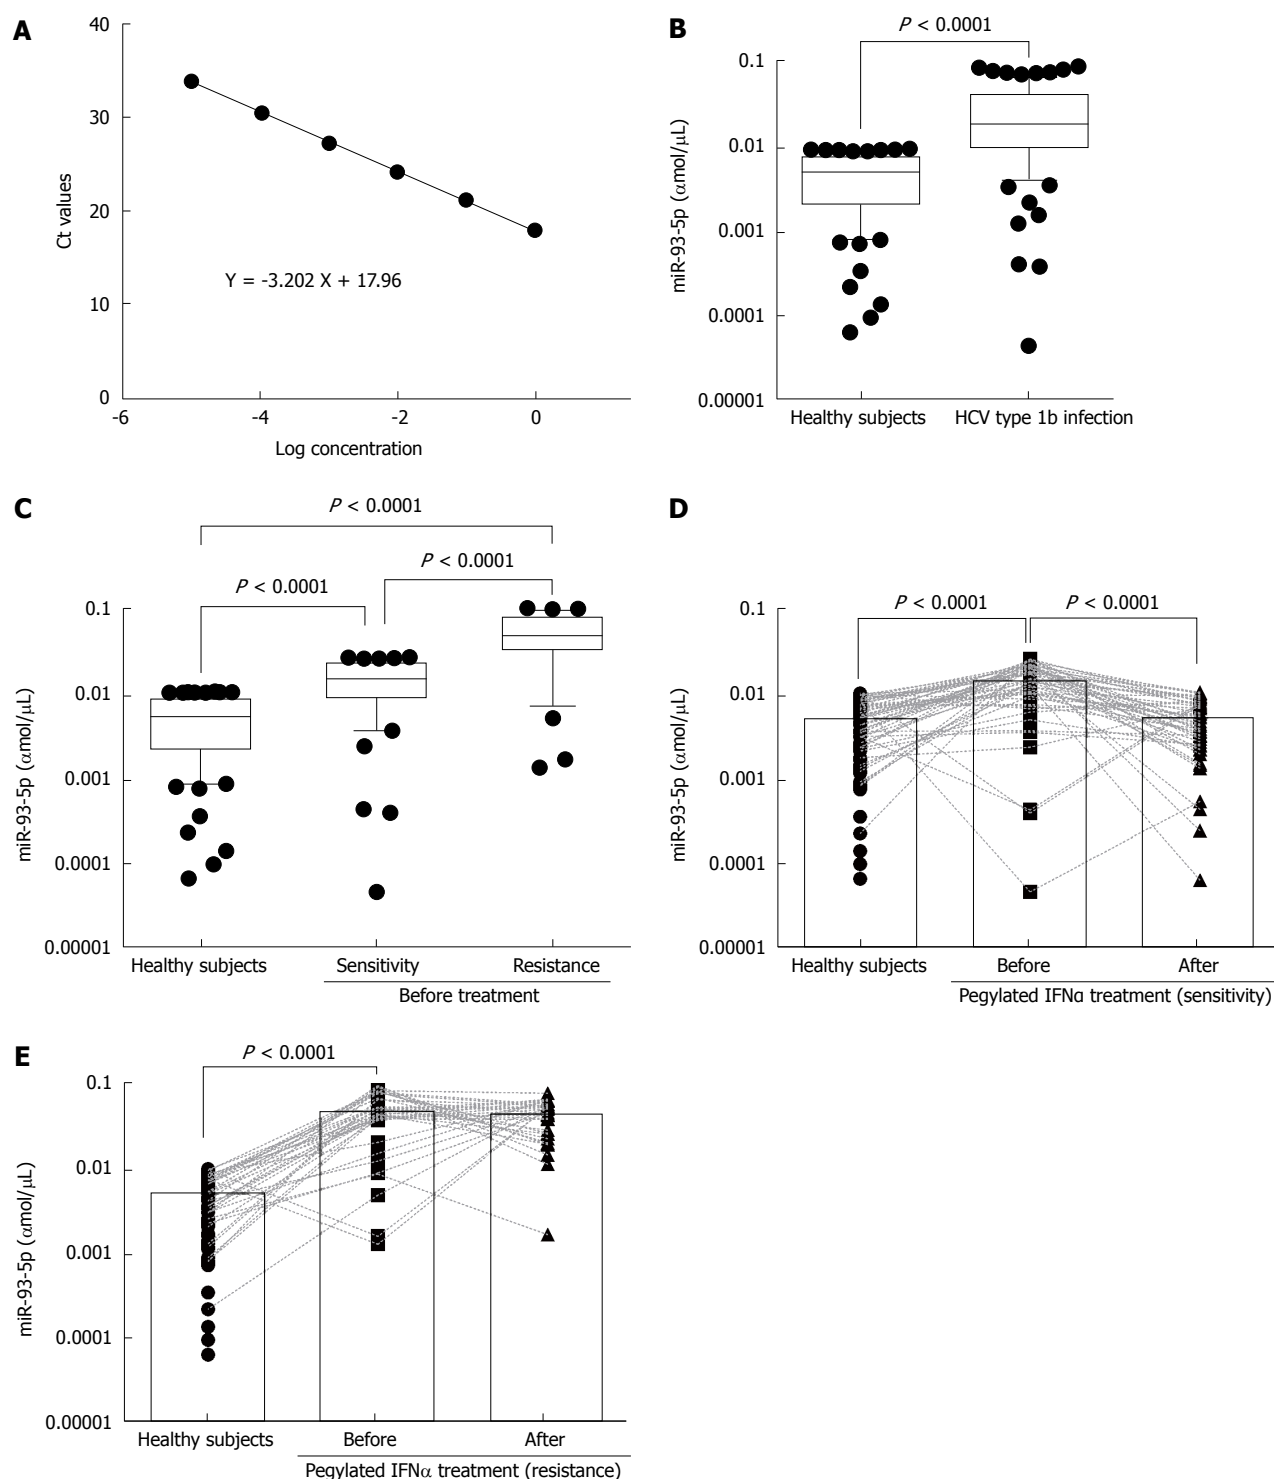 A
40
30
20
10
0
Ct values
Y = -3.202 X + 17.96
-6
-4
-2
0
Log concentration
B
P < 0.0001
0.1
0.01
0.001
0.0001
0.00001
miR-93-5p (αmol/μL)
Healthy subjects
HCV type 1b infection
C
P < 0.0001
P < 0.0001
P < 0.0001
0.1
0.01
0.001
0.0001
0.00001
miR-93-5p (αmol/μL)
Healthy subjects
Sensitivity
Resistance
Before treatment
D
P < 0.0001
P < 0.0001
0.1
0.01
0.001
0.0001
0.00001
miR-93-5p (αmol/μL)
Healthy subjects
Before
After
Pegylated IFNα treatment (sensitivity)
E
P < 0.0001
0.1
0.01
0.001
0.0001
0.00001
miR-93-5p (αmol/μL)
Healthy subjects
Before
After
Pegylated IFNα treatment (resistance)